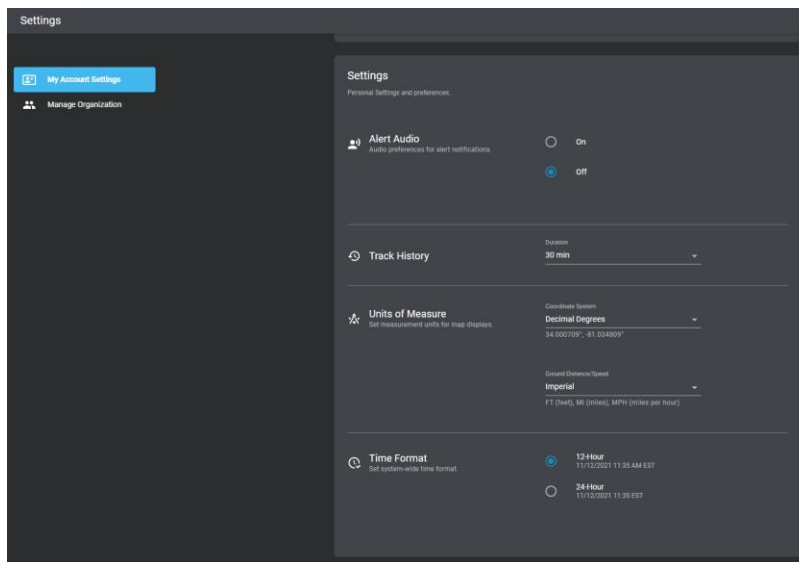 Settings
My Account Settings
Manage Organization
Settings
Personal Settings and preferences.
Alert Audio
Audio preferences for alert notifications.
On
Off
Track History
Duration
30 min
Units of Measure
Set measurement units for map displays.
Coordinate System
Decimal Degrees
34.000709°, -81.034809°
Ground Distance/Speed
Imperial
FT (feet), MI (miles), MPH (miles per hour)
Time Format
Set system-wide time format.
12-Hour
11/12/2021 11:35 AM EST
24-Hour
11/12/2021 11:35 EST